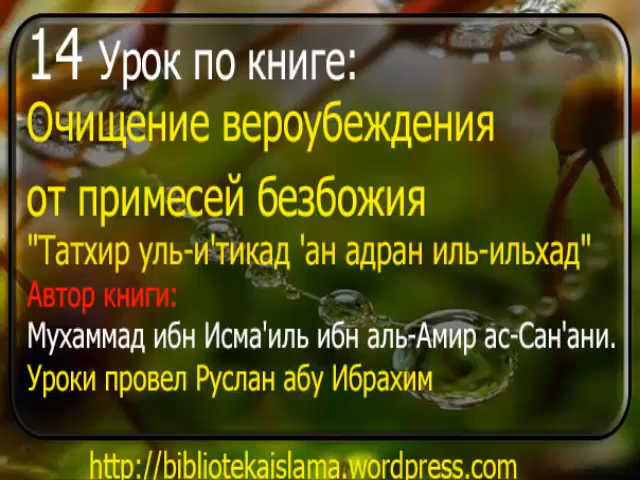 14 Урок по книге:
Очищение вероубеждения
от примесей безбожия
"Татхир уль-и'тикад 'ан адран иль-ильхад"
Автор книги:
Мухаммад ибн Исма'иль ибн аль-Амир ас-Сан'ани.
Уроки провел Руслан абу Ибрахим
http://bibliotekaislama.wordpress.com